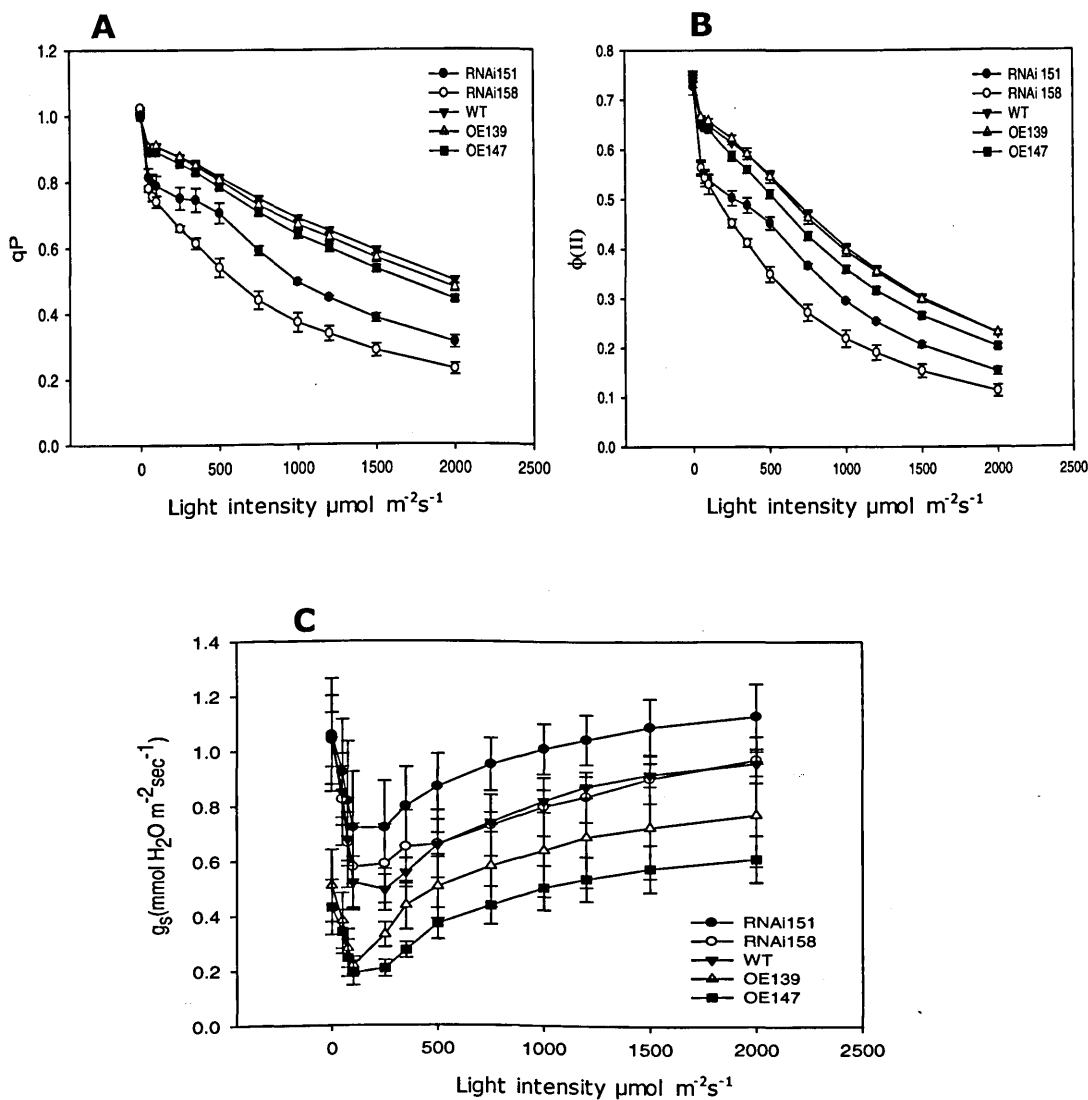 A
1.2
1.0
0.8
0.6
0.4
0.2
0.0
qP
RNAi151
RNAi158
WT
OE139
OE147
0 500 1000 1500 2000 2500
Light intensity µmol m⁻²s⁻¹
B
0.8
0.7
0.6
0.5
0.4
0.3
0.2
0.1
0.0
ϕ(II)
RNAi 151
RNAi 158
WT
OE139
OE147
0 500 1000 1500 2000 2500
Light intensity µmol m⁻²s⁻¹
C
1.4
1.2
1.0
0.8
0.6
0.4
0.2
0.0
gₛ(mmol H₂O m⁻²sec⁻¹)
RNAi151
RNAi158
WT
OE139
OE147
0 500 1000 1500 2000 2500
Light intensity µmol m⁻²s⁻¹